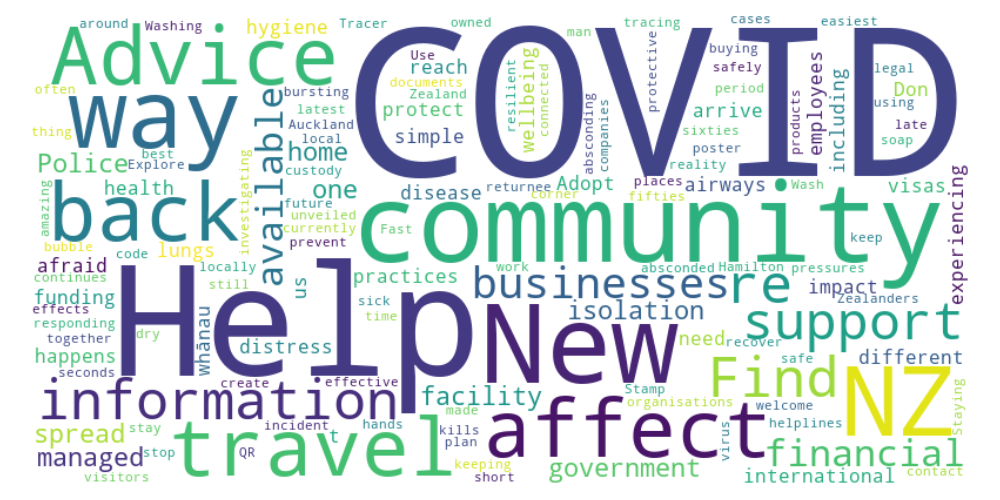 around
Washing
hygiene
Tracer
owned
tracing
man
cases
easiest
Advice
COVID
Use
reach
documents
Zealand
protect
simple
resilient
wellbeing
connected
protective
buying
safely
period
arrive
sixties
employees
including
legal
Don
using
late
soap
often
way
bursting
latest
Auckland
local
available
thing
Police
best
Explore
home
custody
one
disease
returnee
Adopt
corner
absconding
companies
places
fifties
reality
airways
products
poster
Wash
visas
health
amazing
back
investigating
future
unveiled
currently
prevent
Fast
community
keep
experiencing
bubble
code
lungs
afraid
locally
continues
still
us
practices
work
businesses
absconded
Hamilton
pressures
re
impact
Zealanders
funding
effects
responding
together
seconds
happens
dry
whānau
distress
Help
sick
time
New
isolation
need
recover
support
safe
different
create
effective
information
facility
made
Stamp
organisations
Find
welcome
NZ
Staying
spread
stay
managed
stop
visitors
travel
incident
QR
t
hands
kills
plan
keeping
short
affect
government
virus
helplines
financial
international
contact